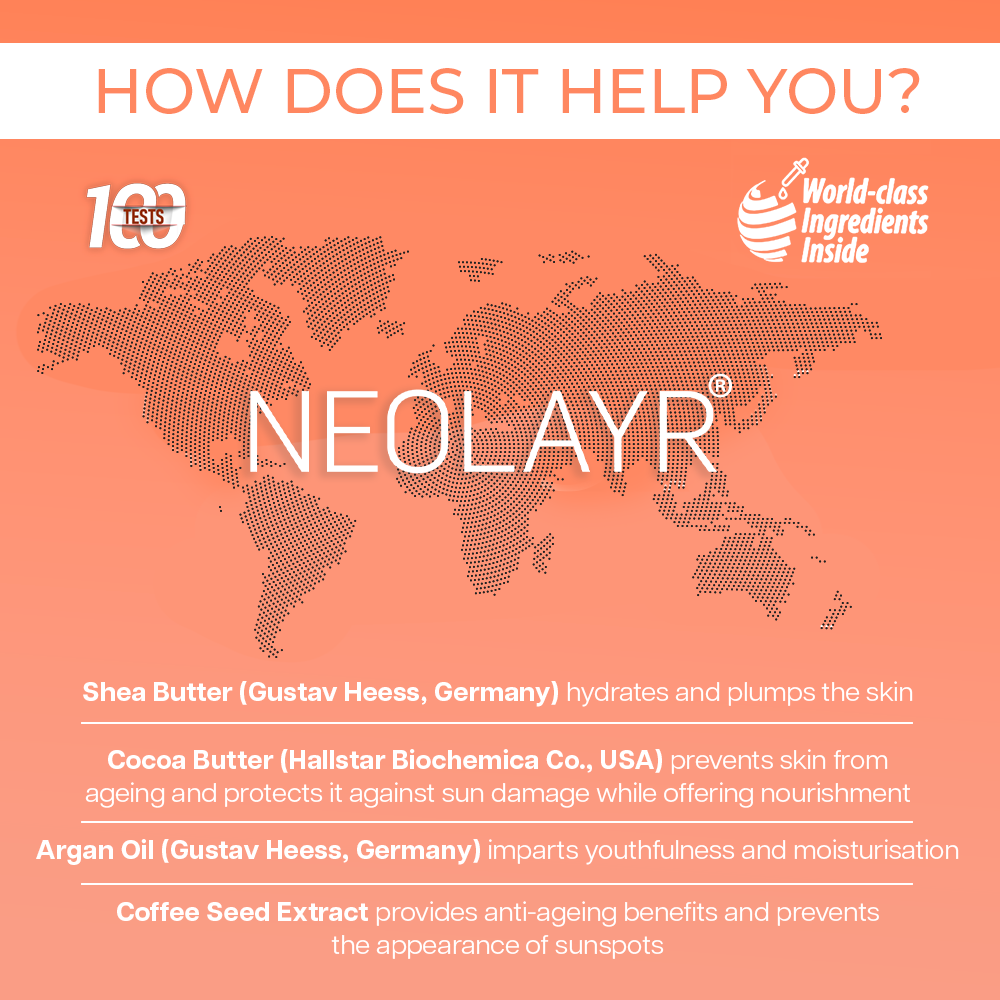 HOW DOES IT HELP YOU?
100
TESTS
World-class
Ingredients
Inside
NEOLAYR®
Shea Butter (Gustav Heess, Germany) hydrates and plumps the skin
Cocoa Butter (Hallstar Biochemica Co., USA) prevents skin from
ageing and protects it against sun damage while offering nourishment
Argan Oil (Gustav Heess, Germany) imparts youthfulness and moisturisation
Coffee Seed Extract provides anti-ageing benefits and prevents
the appearance of sunspots